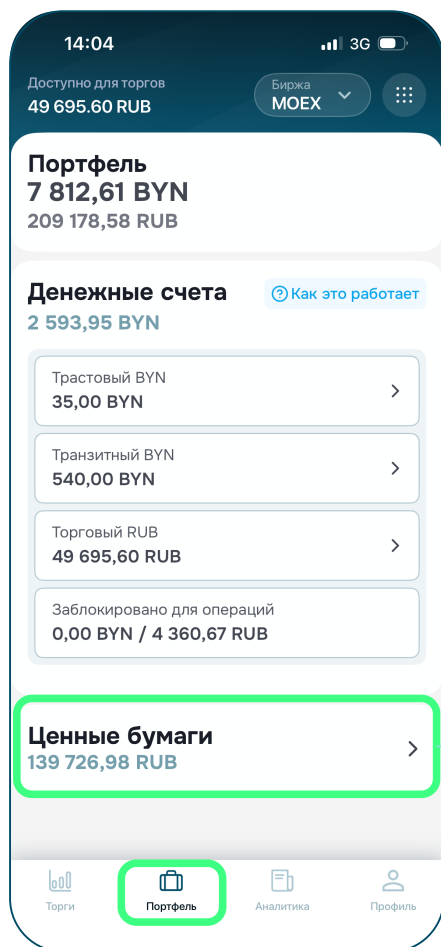 14:04
3G
Доступно для торгов
49 695.60 RUB
Биржа
MOEX
Портфель
7 812,61 BYN
209 178,58 RUB
Денежные счета
Как это работает
2 593,95 BYN
Трастовый BYN
35,00 BYN
Транзитный BYN
540,00 BYN
Торговый RUB
49 695,60 RUB
Заблокировано для операций
0,00 BYN / 4 360,67 RUB
Ценные бумаги
139 726,98 RUB
Торги
Портфель
Аналитика
Профиль